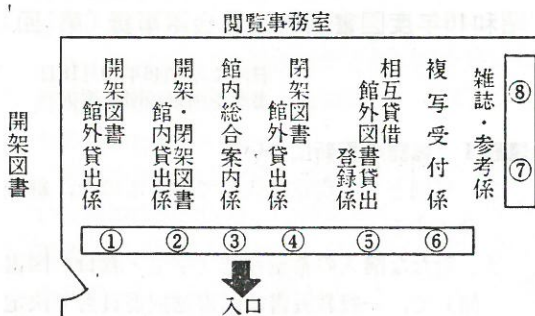 閲覧事務室
開架図書
開架図書
館外貸出係
開架・閉架図書
館内貸出係
館内総合案内係
閉架図書
館外貸出係
相互貸借
館外図書貸出
登録係
複写受付係
雑誌・参考係
⑧
⑦
①
②
③
④
⑤
⑥
入口